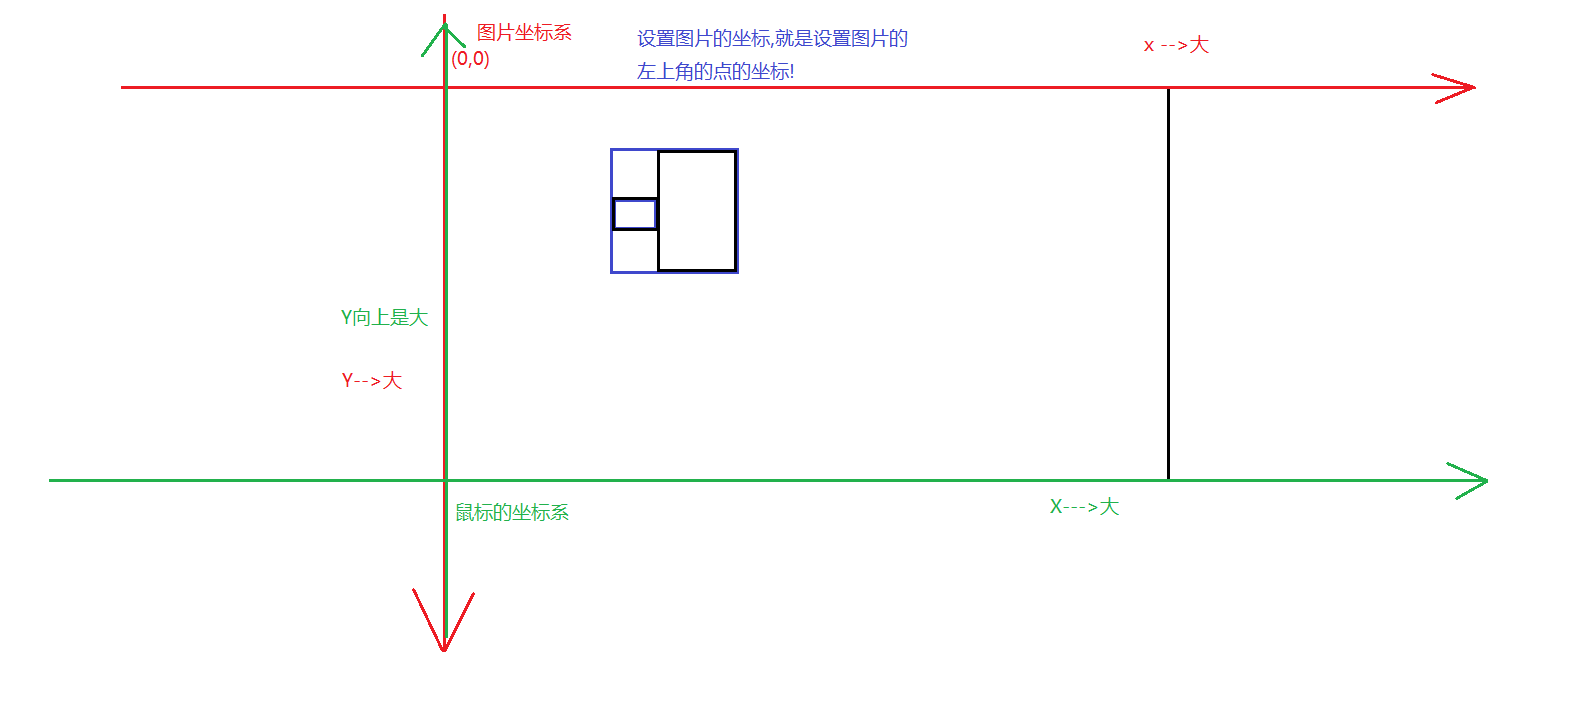 图片坐标系
(0,0)
设置图片的坐标,就是设置图片的
左上角的点的坐标!
x -->大
Y向上是大
Y-->大
鼠标的坐标系
X--->大